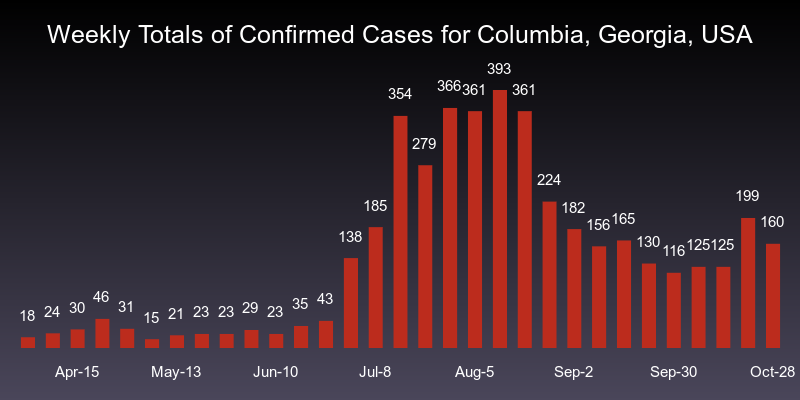 Weekly Totals of Confirmed Cases for Columbia, Georgia, USA
18 24 30 46 31 15 21 23 23 29 23 35 43 138 185 354 279 366 361 393 361 224 182 156 165 130 116 125 125 199 160
Apr-15 May-13 Jun-10 Jul-8 Aug-5 Sep-2 Sep-30 Oct-28